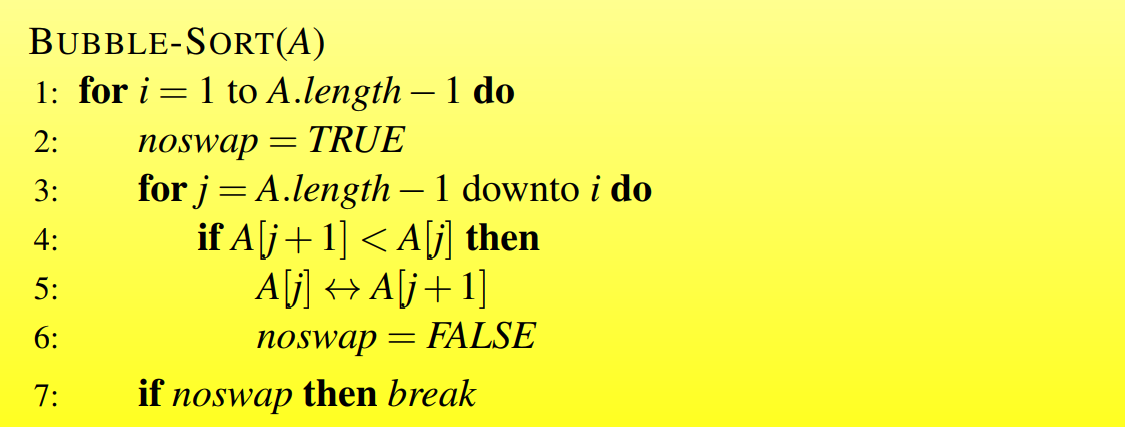 BUBBLE-SORT(A)
1: for i = 1 to A.length − 1 do
2: noswap = TRUE
3: for j = A.length − 1 downto i do
4: if A[j + 1] < A[j] then
5: A[j] ↔ A[j + 1]
6: noswap = FALSE
7: if noswap then break